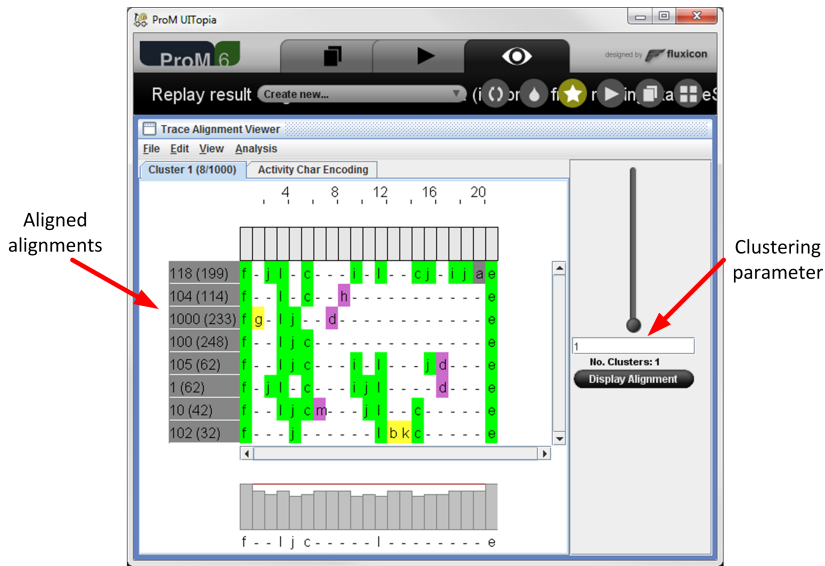 ProM UITopia
ProM 6
designed by fluxicon
Replay result
Create new...
Trace Alignment Viewer
File Edit View Analysis
Cluster 1 (8/1000) Activity Char Encoding
4 8 12 16 20
Aligned
alignments
118 (199) f - j l - c - - - i - l - - c j - i j a e
104 (114) f - - l - c - - h - - - - - - - - - - - e
1000 (233) f g - l j - - d - - - - - - - - - - - - e
100 (248) f - - l j c - - - - - - - - - - - - - - e
105 (62) f - - l j c - - - i - l - - - j d - - - e
1 (62) f - j l - c - - - i j l - - - - d - - - e
10 (42) f - - l j c m - - - j l - - c - - - - - e
102 (32) f - - - j - - - - - - l b k c - - - - - e
f - - l j c - - - - - l - - - - - - - - e
Clustering
parameter
1
No. Clusters: 1
Display Alignment